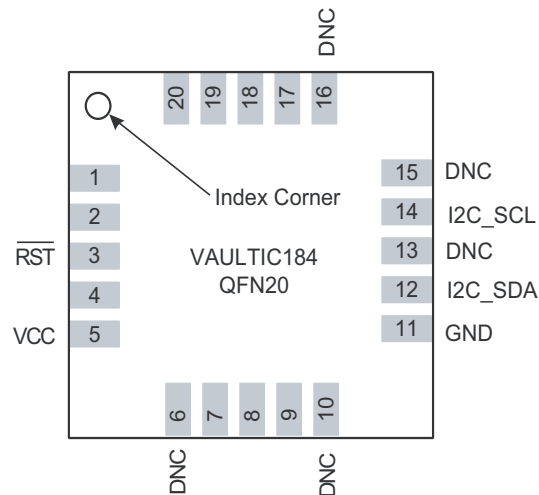 DNC
20 19 18 17 16
Index Corner
1
2
R̅S̅T̅ 3
4
VCC 5
VAULTIC184
QFN20
15 DNC
14 I2C_SCL
13 DNC
12 I2C_SDA
11 GND
6 7 8 9 10
DNC DNC